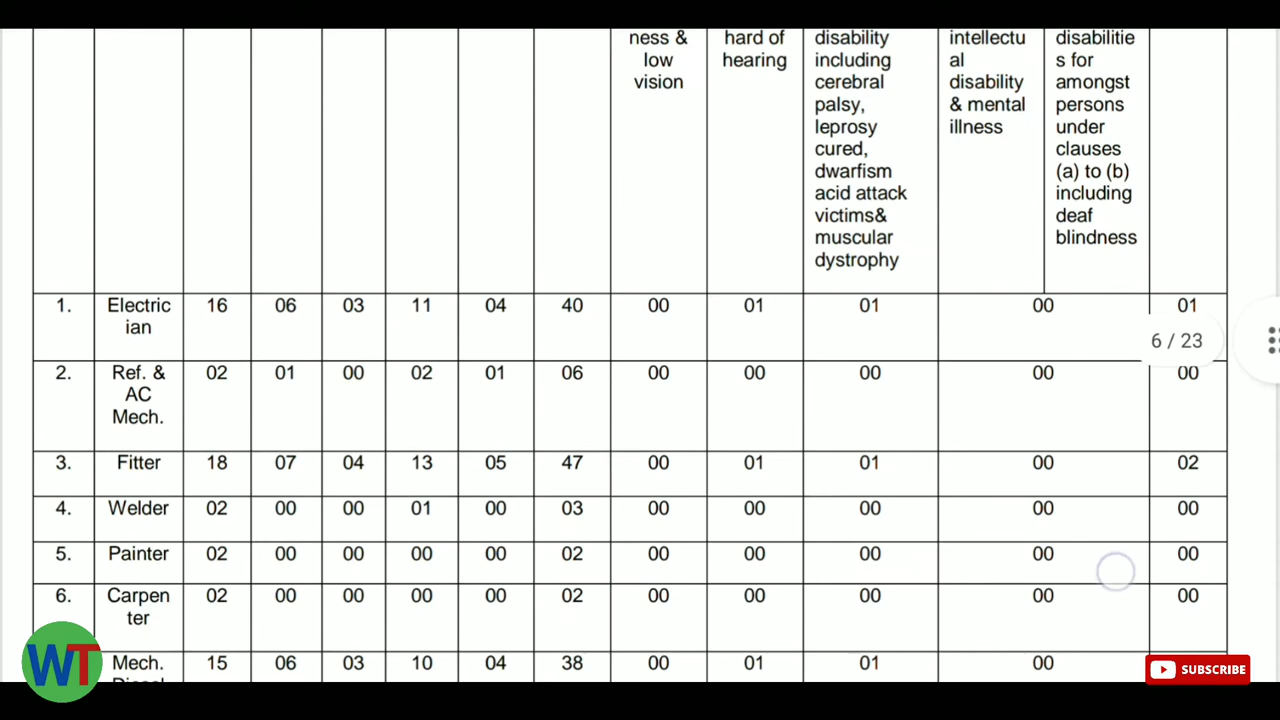 ness &
low
vision
hard of
hearing
disability
including
cerebral
palsy,
leprosy
cured,
dwarfism
acid attack
victims&
muscular
dystrophy
intellectu
al
disability
& mental
illness
disabilitie
s for
amongst
persons
under
clauses
(a) to (b)
including
deaf
blindness
1. Electric 16 06 03 11 04 40 00 01 01 00 01
ian
6 / 23
2. Ref. & 02 01 00 02 01 06 00 00 00 00 00
AC
Mech.
3. Fitter 18 07 04 13 05 47 00 01 01 00 02
4. Welder 02 00 00 01 00 03 00 00 00 00 00
5. Painter 02 00 00 00 00 02 00 00 00 00 00
6. Carpen 02 00 00 00 00 02 00 00 00 00 00
ter
Mech. 15 06 03 10 04 38 00 01 01 00
WT
SUBSCRIBE